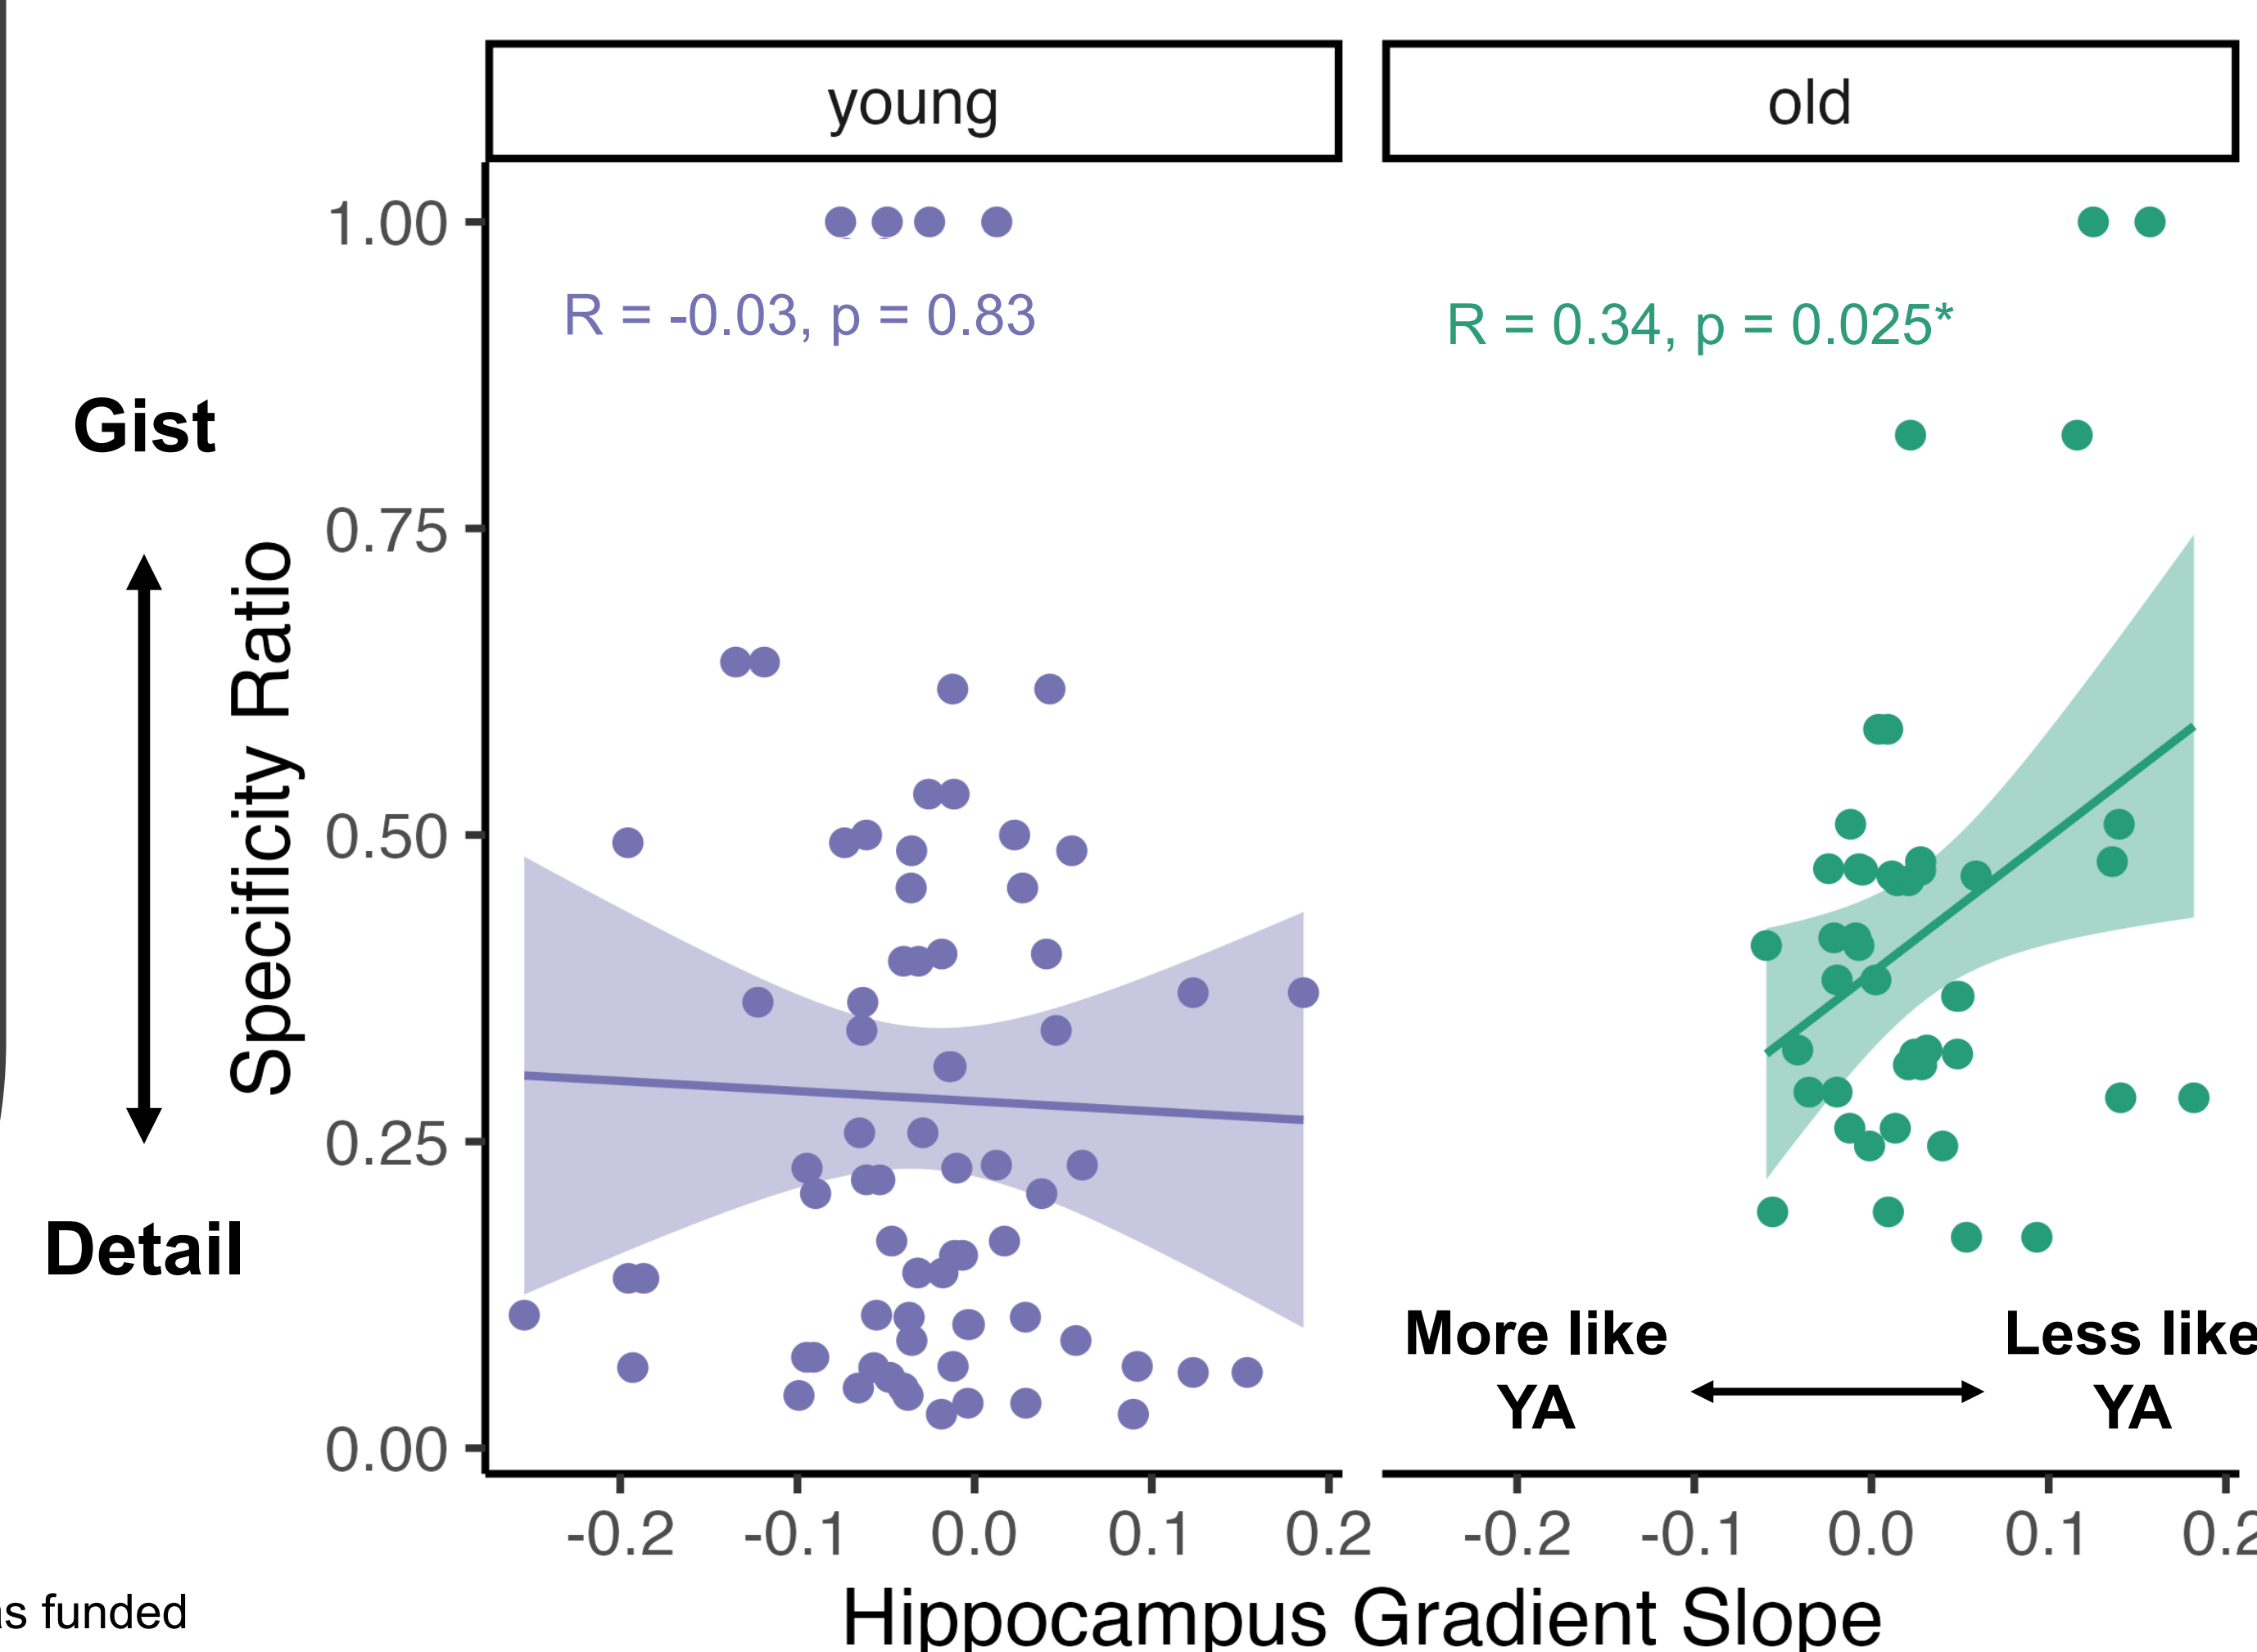 young
old
1.00
0.75
0.50
0.25
0.00
R = -0.03, p = 0.83
R = 0.34, p = 0.025*
Gist
Specificity Ratio
Detail
More like
YA
Less like
YA
-0.2 -0.1 0.0 0.1 0.2
-0.2 -0.1 0.0 0.1
Hippocampus Gradient Slope
funded